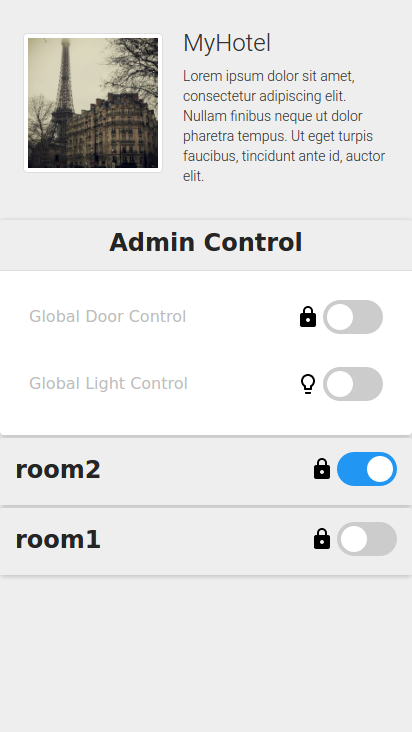 MyHotel
Lorem ipsum dolor sit amet,
consectetur adipiscing elit.
Nullam finibus neque ut dolor
pharetra tempus. Ut eget turpis
faucibus, tincidunt ante id, auctor
elit.
Admin Control
Global Door Control
Global Light Control
room2
room1